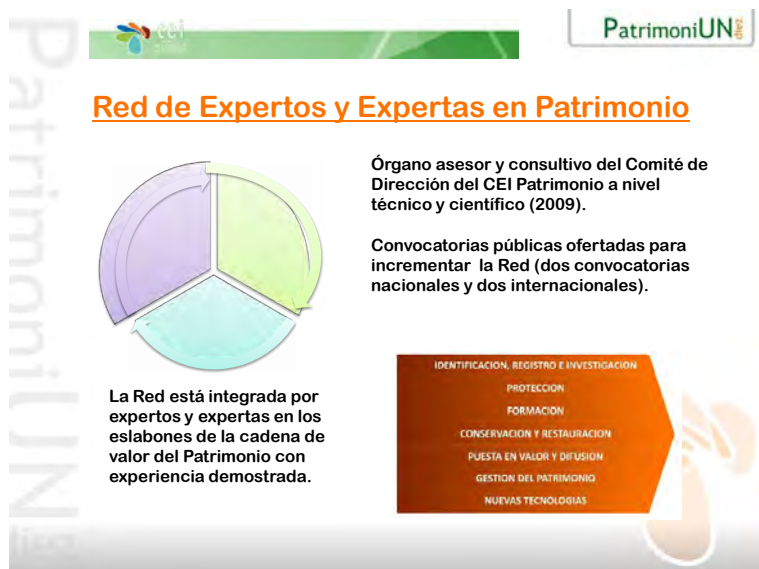 cei
PatrimoniUN
diez
PatrimoniUN
Red de Expertos y Expertas en Patrimonio
Órgano asesor y consultivo del Comité de
Dirección del CEI Patrimonio a nivel
técnico y científico (2009).
Convocatorias públicas ofertadas para
incrementar la Red (dos convocatorias
nacionales y dos internacionales).
La Red está integrada por
expertos y expertas en los
eslabones de la cadena de
valor del Patrimonio con
experiencia demostrada.
IDENTIFICACION, REGISTRO E INVESTIGACION
PROTECCION
FORMACION
CONSERVACION Y RESTAURACION
PUESTA EN VALOR Y DIFUSION
GESTION DEL PATRIMONIO
NUEVAS TECNOLOGIAS